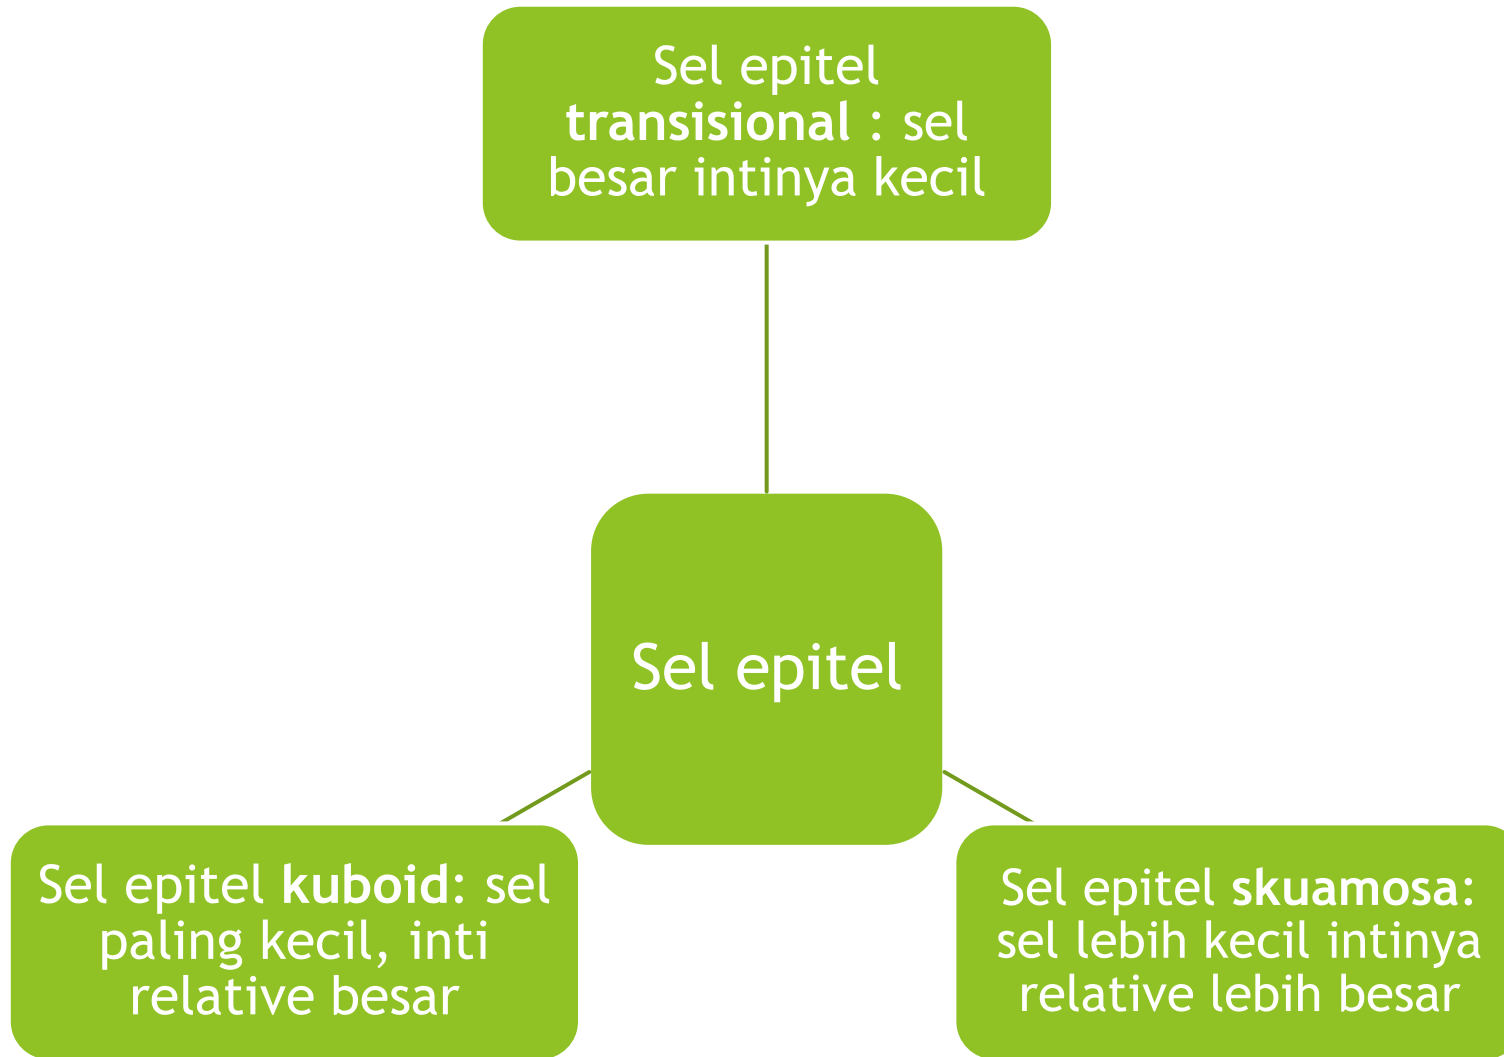 Sel epitel
transisional : sel
besar intinya kecil
Sel epitel
Sel epitel kuboid: sel
paling kecil, inti
relative besar
Sel epitel skuamosa:
sel lebih kecil intinya
relative lebih besar